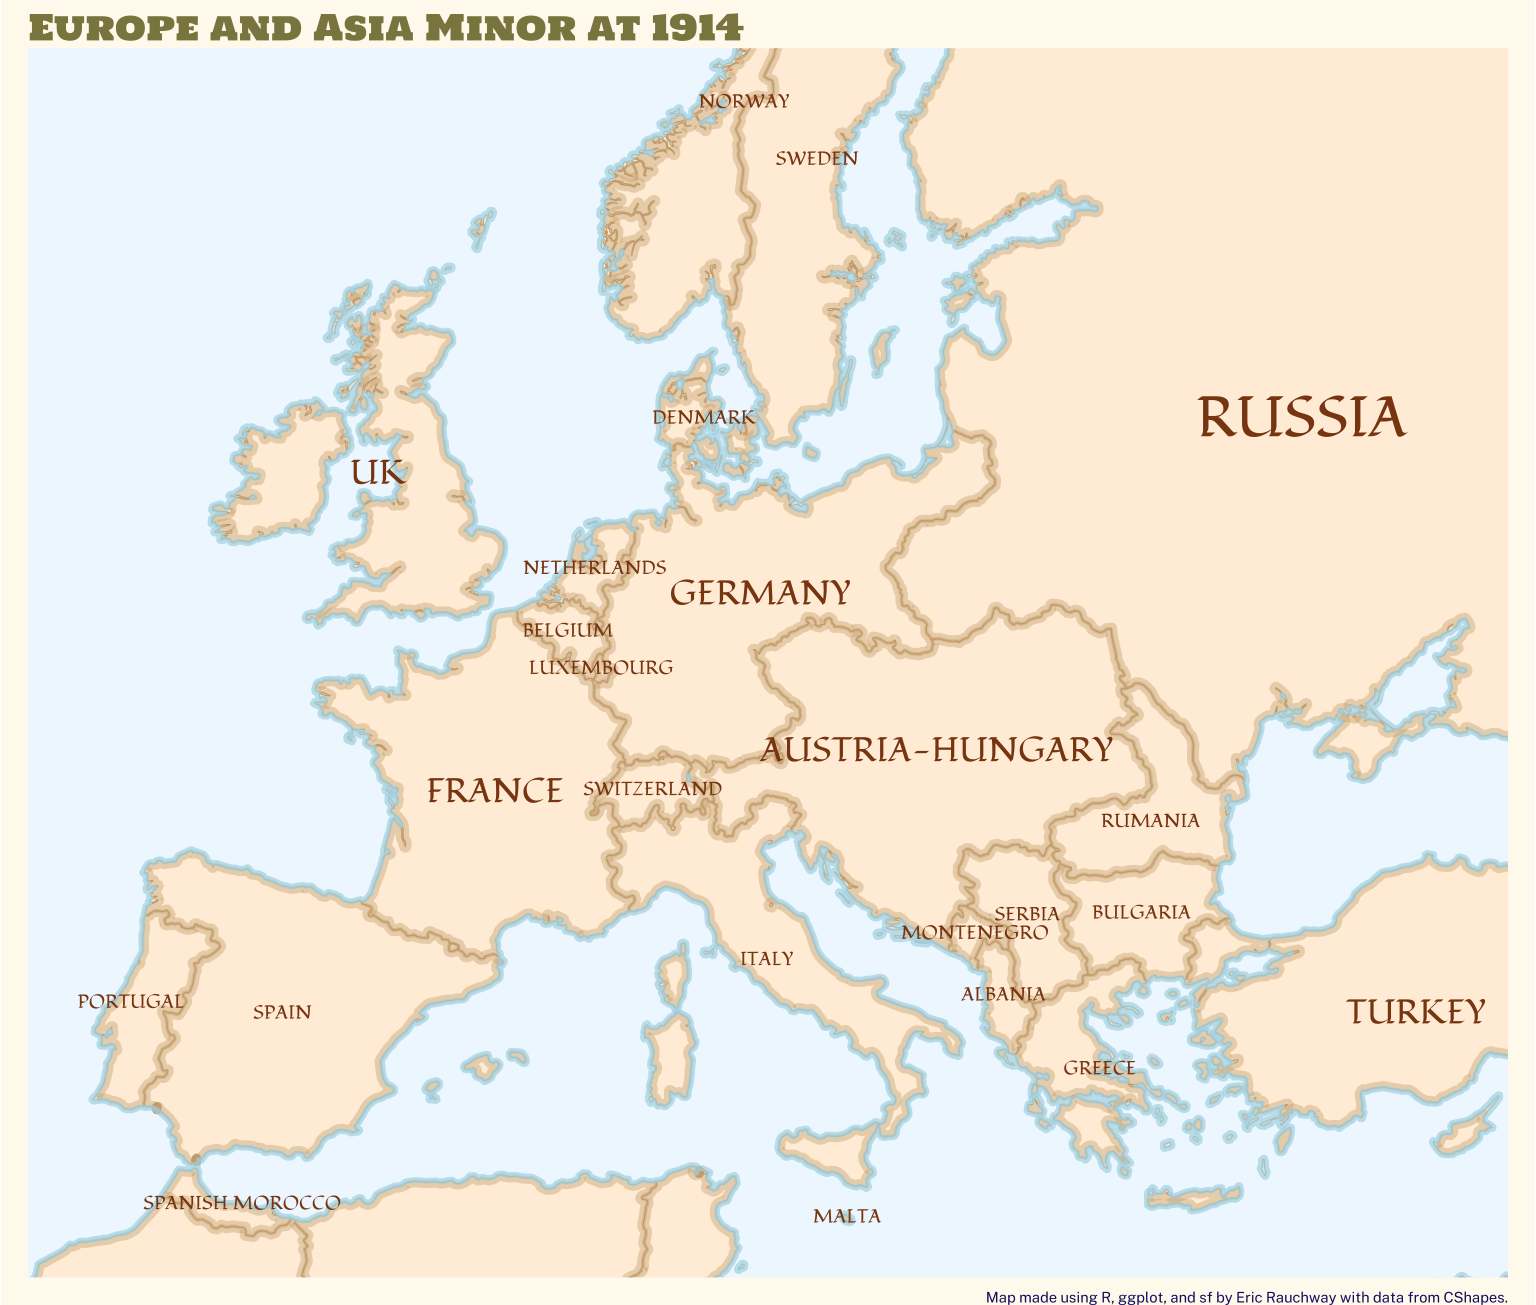 EUROPE AND ASIA MINOR AT 1914
NORWAY
SWEDEN
RUSSIA
DENMARK
UK
NETHERLANDS
GERMANY
BELGIUM
LUXEMBOURG
AUSTRIA-HUNGARY
FRANCE
SWITZERLAND
RUMANIA
SERBIA
BULGARIA
MONTENEGRO
ITALY
ALBANIA
PORTUGAL
SPAIN
TURKEY
GREECE
SPANISH MOROCCO
MALTA
Map made using R, ggplot, and sf by Eric Rauchway with data from CShapes.